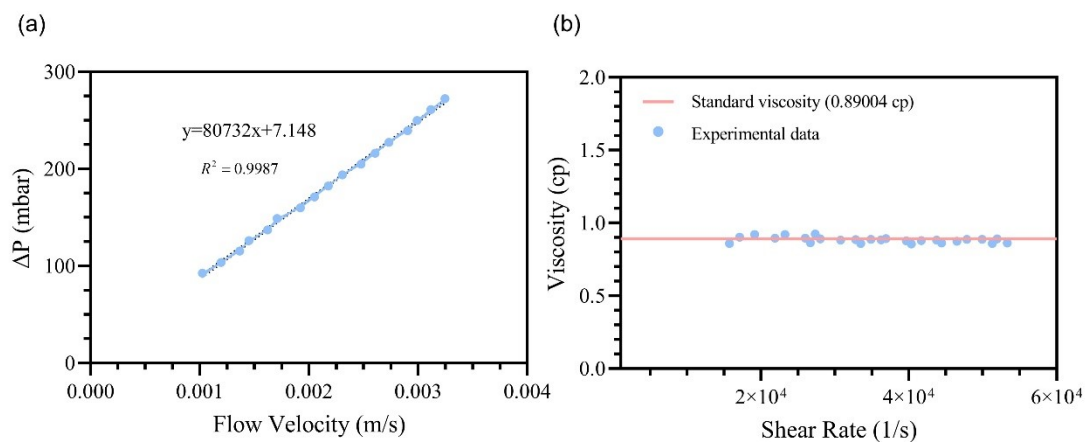 (a)
300
200
100
0
ΔP (mbar)
y=80732x+7.148
R² = 0.9987
0.000 0.001 0.002 0.003 0.004
Flow Velocity (m/s)
(b)
2.0
1.5
1.0
0.5
0.0
Viscosity (cp)
Standard viscosity (0.89004 cp)
Experimental data
2×10⁴ 4×10⁴ 6×10⁴
Shear Rate (1/s)